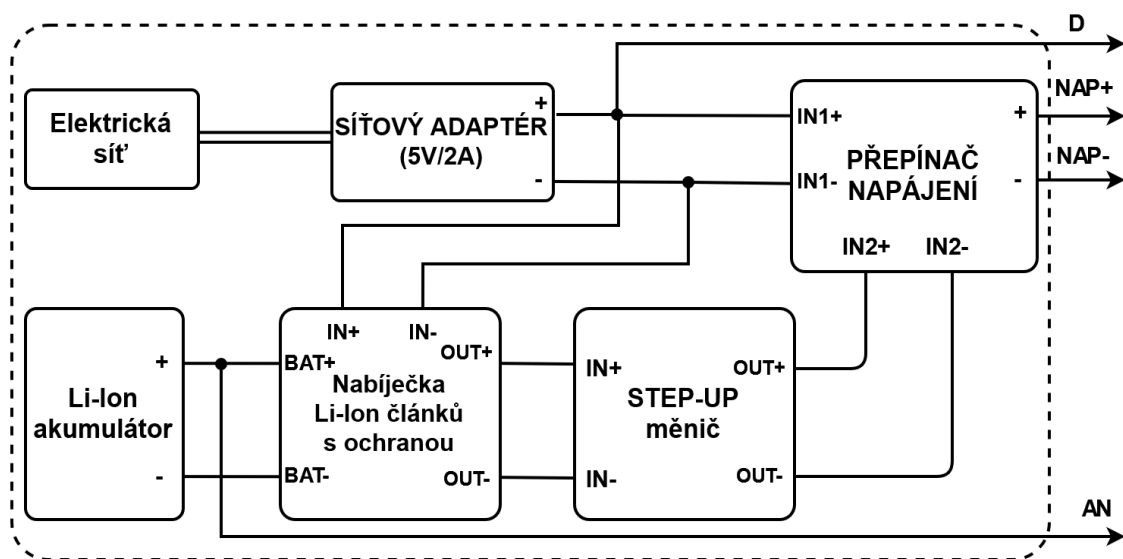 D
NAP+
NAP-
Elektrická
síť
SÍŤOVÝ ADAPTÉR
(5V/2A)
+
-
IN1+
IN1-
PŘEPÍNAČ
NAPÁJENÍ
+
-
IN2+ IN2-
Li-Ion
akumulátor
+
-
IN+ IN-
BAT+
OUT+
Nabíječka
Li-Ion článků
s ochranou
BAT-
OUT-
IN+
IN-
STEP-UP
měnič
OUT+
OUT-
AN